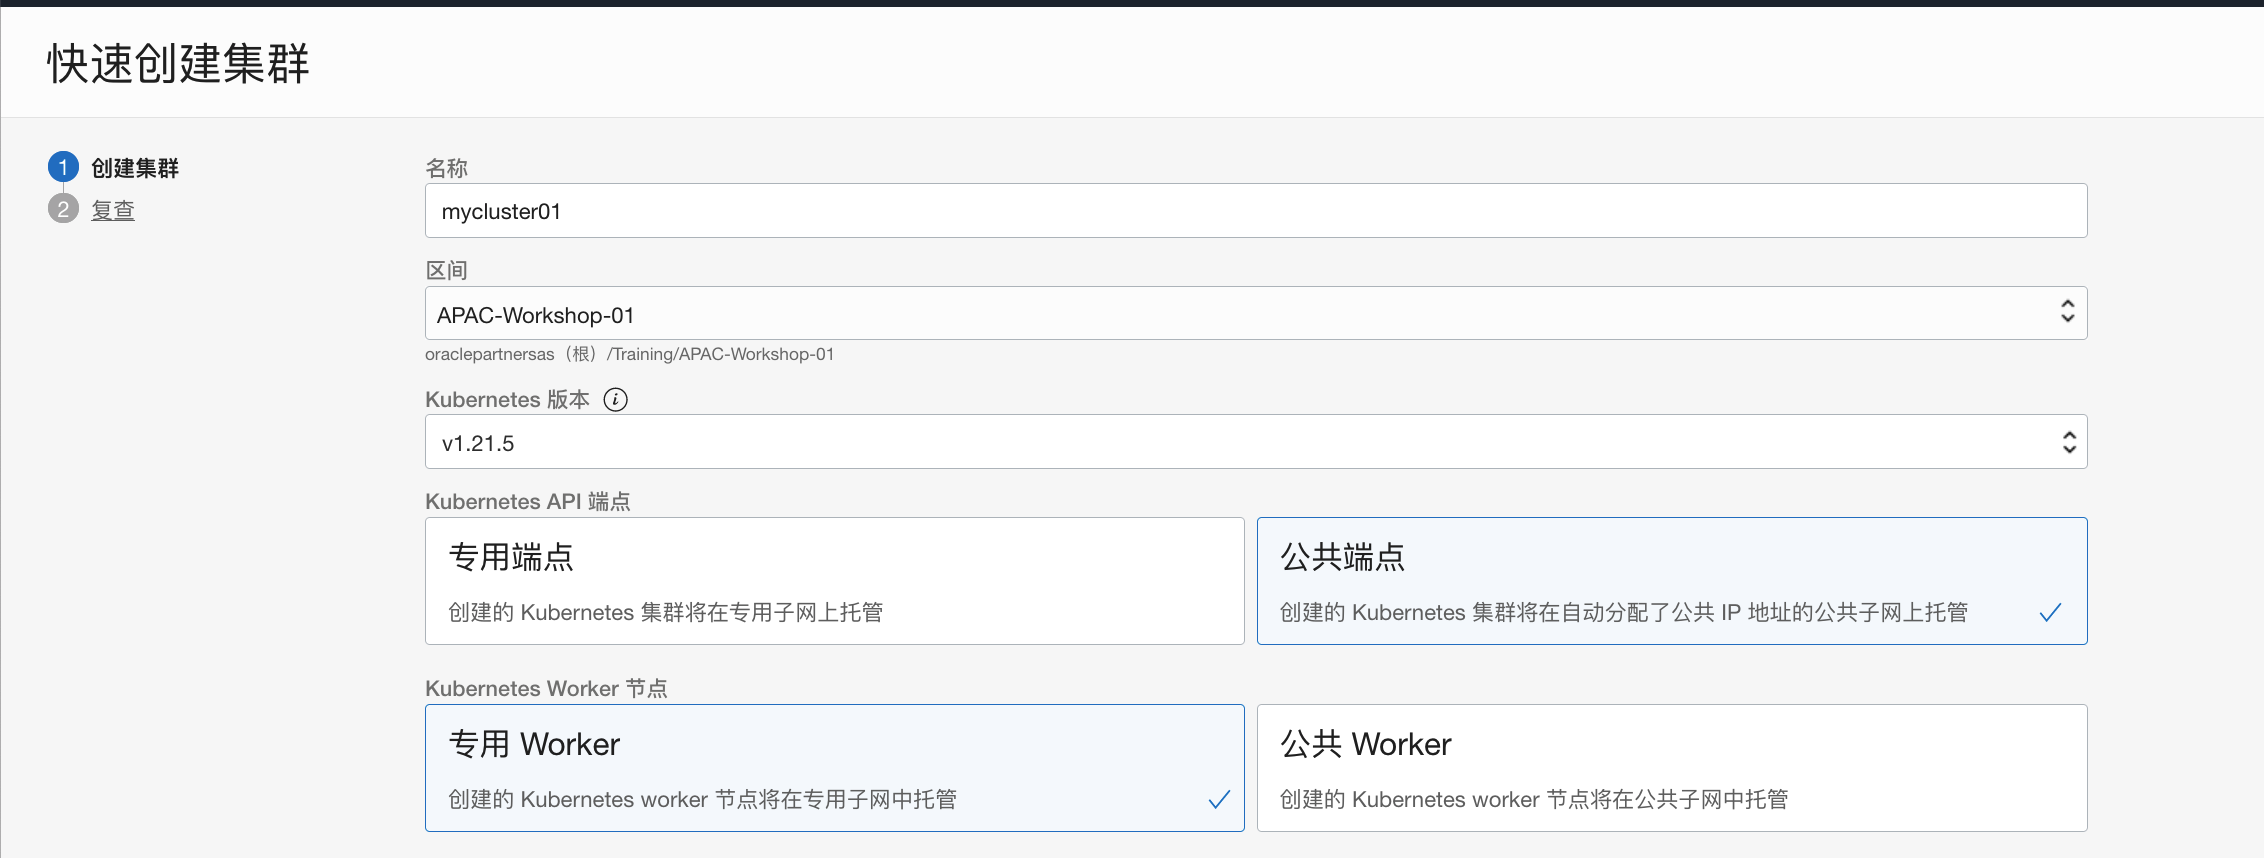 快速创建集群
1 创建集群
2 复查
名称
mycluster01
区间
APAC-Workshop-01
oraclepartnersas（根）/Training/APAC-Workshop-01
Kubernetes 版本 i
v1.21.5
Kubernetes API 端点
专用端点
创建的 Kubernetes 集群将在专用子网上托管
公共端点
创建的 Kubernetes 集群将在自动分配了公共 IP 地址的公共子网上托管
Kubernetes Worker 节点
专用 Worker
创建的 Kubernetes worker 节点将在专用子网中托管
公共 Worker
创建的 Kubernetes worker 节点将在公共子网中托管